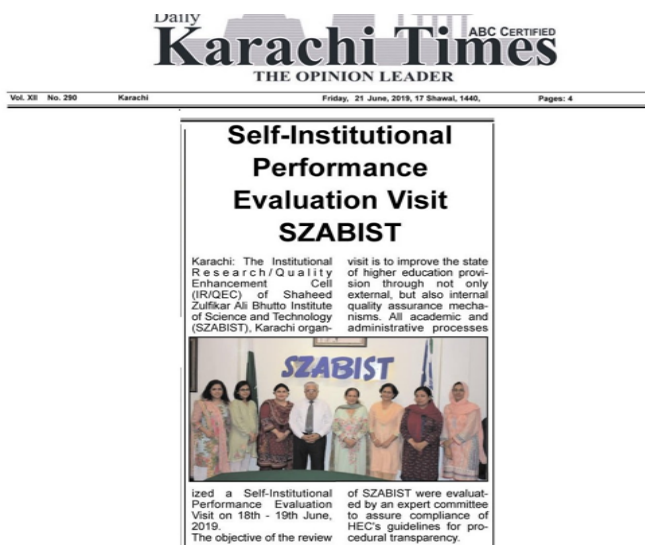 Daily
Karachi Times
ABC CERTIFIED
THE OPINION LEADER
Vol. XII No. 290 Karachi Friday, 21 June, 2019, 17 Shawal, 1440, Pages: 4
Self-Institutional
Performance
Evaluation Visit
SZABIST
Karachi: The Institutional
Research/Quality
Enhancement Cell
(IR/QEC) of Shaheed
Zulfikar Ali Bhutto Institute
of Science and Technology
(SZABIST), Karachi organ-
SZABIST
ized a Self-Institutional
Performance Evaluation
Visit on 18th - 19th June,
2019.
The objective of the review
visit is to improve the state
of higher education provi-
sion through not only
external, but also internal
quality assurance mecha-
nisms. All academic and
administrative processes
of SZABIST were evaluat-
ed by an expert committee
to assure compliance of
HEC's guidelines for pro-
cedural transparency.